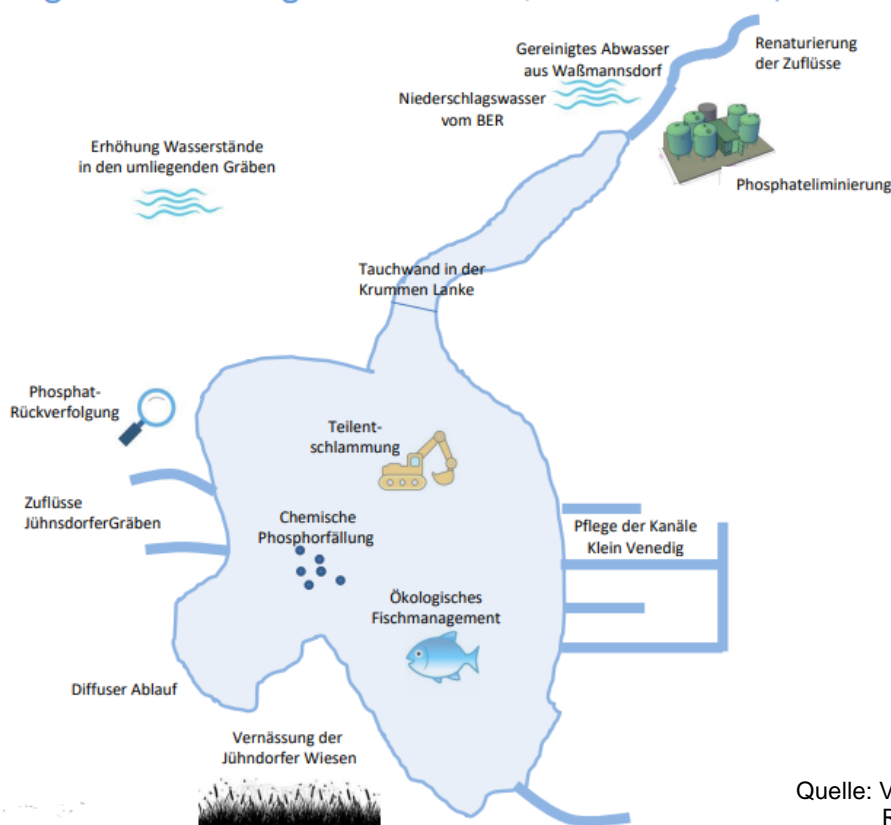 Gereinigtes Abwasser
aus Waßmannsdorf
Renaturierung
der Zuflüsse
Niederschlagswasser
vom BER
Erhöhung Wasserstände
in den umliegenden Gräben
Phosphateliminierung
Tauchwand in der
Krummen Lanke
Phosphat-
Rückverfolgung
Teilent-
schlammung
Zuflüsse
JühnsdorferGräben
Chemische
Phosphorfällung
Pflege der Kanäle
Klein Venedig
Ökologisches
Fischmanagement
Diffuser Ablauf
Vernässung der
Jühndorfer Wiesen
Quelle: